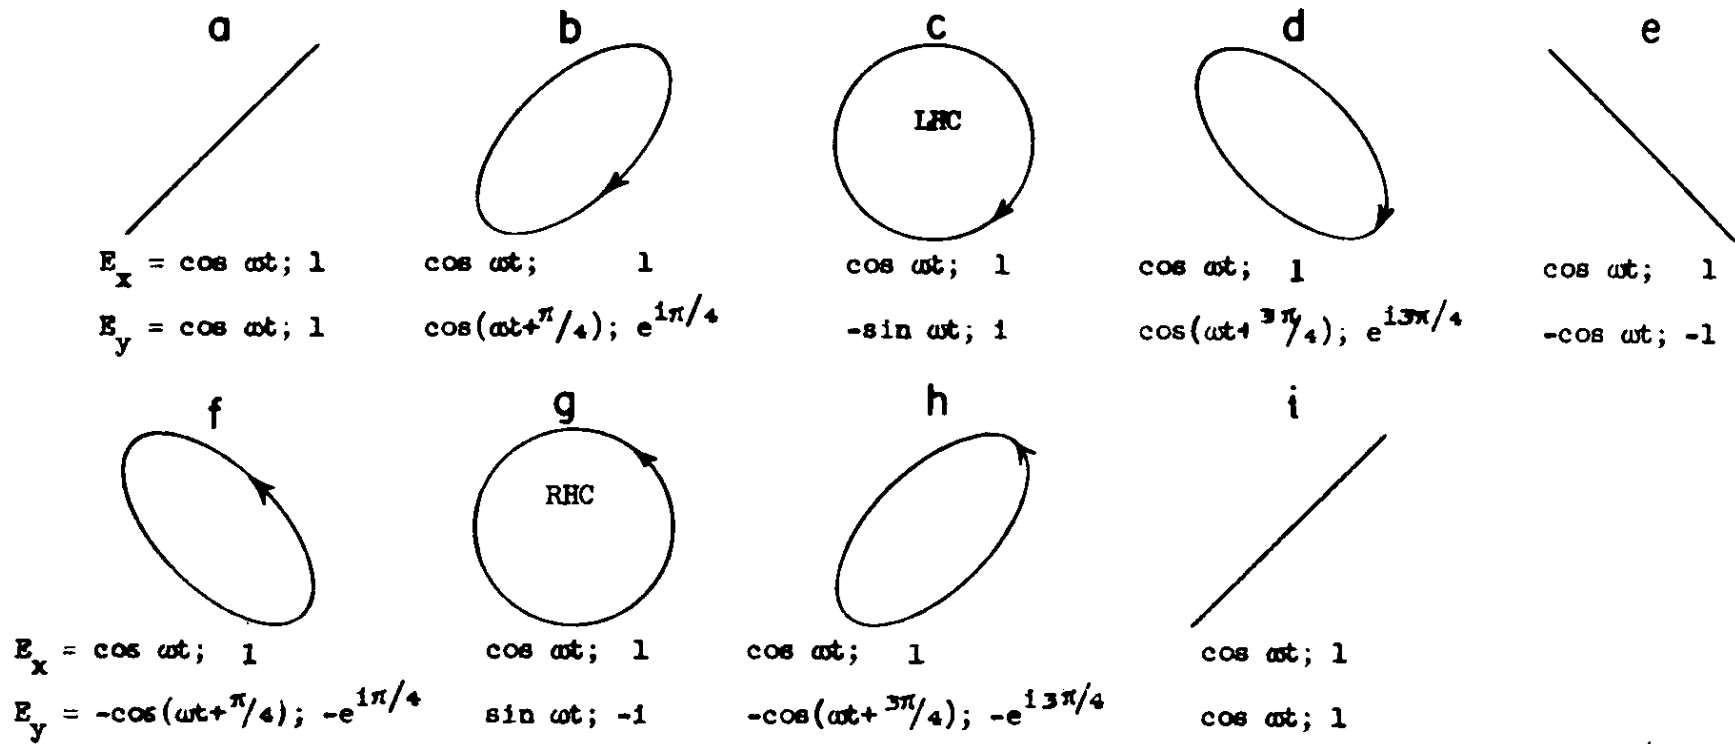 a b c d e
LHC
E_x = cos ωt; 1 cos ωt; 1 cos ωt; 1 cos ωt; 1 cos ωt; 1
E_y = cos ωt; 1 cos(ωt+π/4); e^{iπ/4} -sin ωt; i cos(ωt+3π/4); e^{i3π/4} -cos ωt; -1
f g h i
RHC
E_x = cos ωt; 1 cos ωt; 1 cos ωt; 1 cos ωt; 1
E_y = -cos(ωt+π/4); -e^{iπ/4} sin ωt; -i -cos(ωt+3π/4); -e^{i3π/4} cos ωt; 1